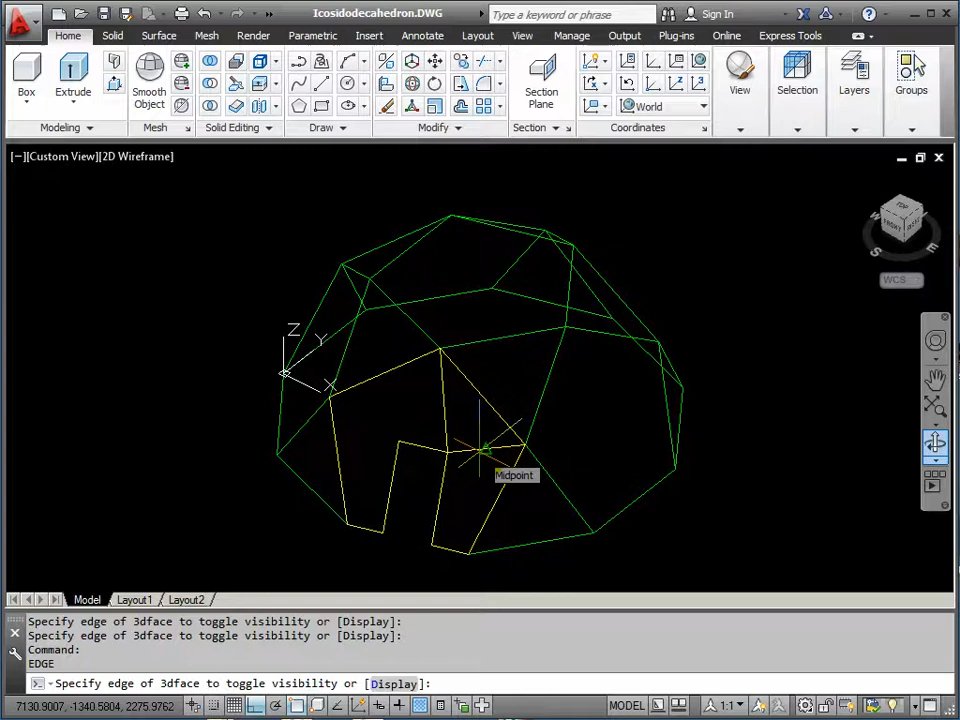 Icosidodecahedron.DWG
Type a keyword or phrase
Sign In
Home Solid Surface Mesh Render Parametric Insert Annotate Layout View Manage Output Plug-ins Online Express Tools
Box
Extrude
Smooth
Object
Section
Plane
World
View
Selection
Layers
Groups
Modeling
Mesh
Solid Editing
Draw
Modify
Section
Coordinates
[−][Custom View][2D Wireframe]
TOP
FRONT
W
S
E
WCS
Z
Y
X
Midpoint
Model Layout1 Layout2
Specify edge of 3dface to toggle visibility or [Display]:
Specify edge of 3dface to toggle visibility or [Display]:
Command:
EDGE
Specify edge of 3dface to toggle visibility or [Display]:
7130.9007, -1340.5804, 2275.9762
MODEL
1:1